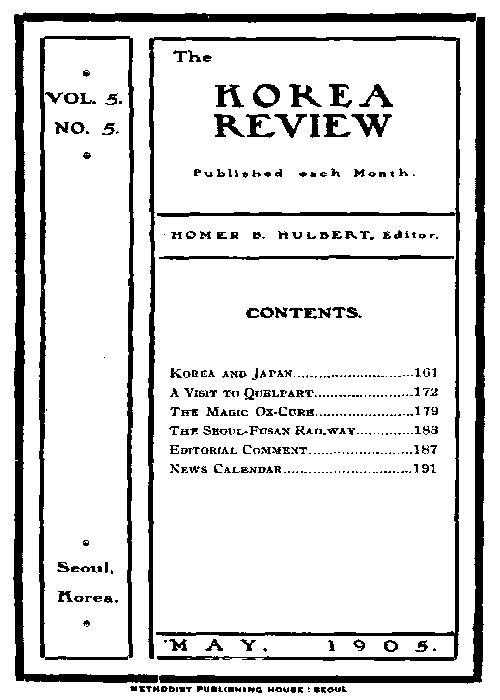 VOL. 5.
NO. 5.
Seoul,
Korea.
The
KOREA
REVIEW
Published each Month.
HOMER B. HULBERT, Editor.
CONTENTS.
KOREA AND JAPAN..............................161
A VISIT TO QUELPART.........................172
THE MAGIC OX-CURE.........................179
THE SEOUL-FUSAN RAILWAY..............183
EDITORIAL COMMENT..........................187
NEWS CALENDAR................................191
MAY, 1905.
METHODIST PUBLISHING HOUSE: SEOUL